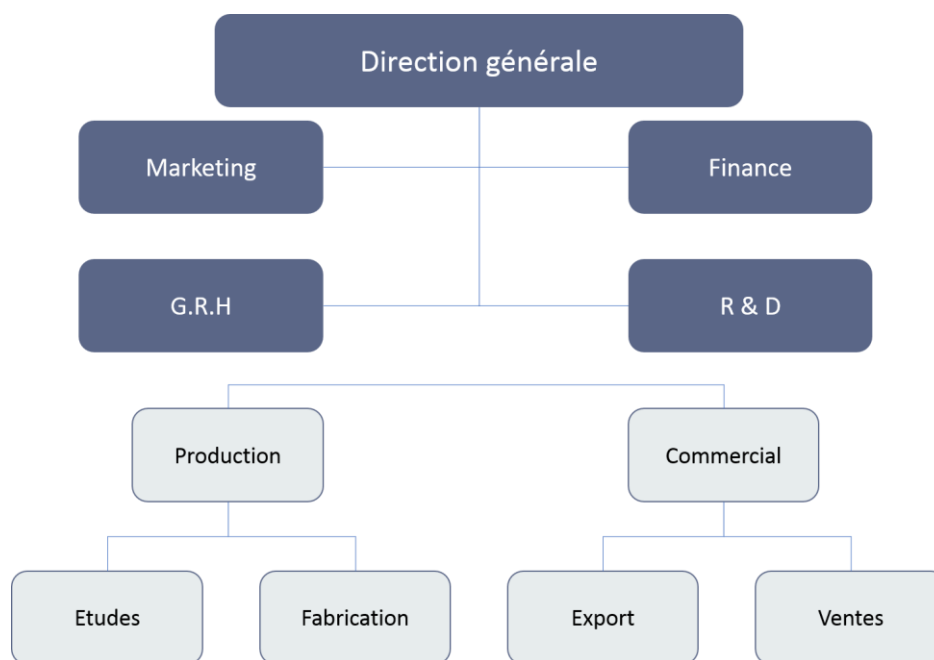 Direction générale
Marketing
Finance
G.R.H
R & D
Production
Commercial
Etudes
Fabrication
Export
Ventes